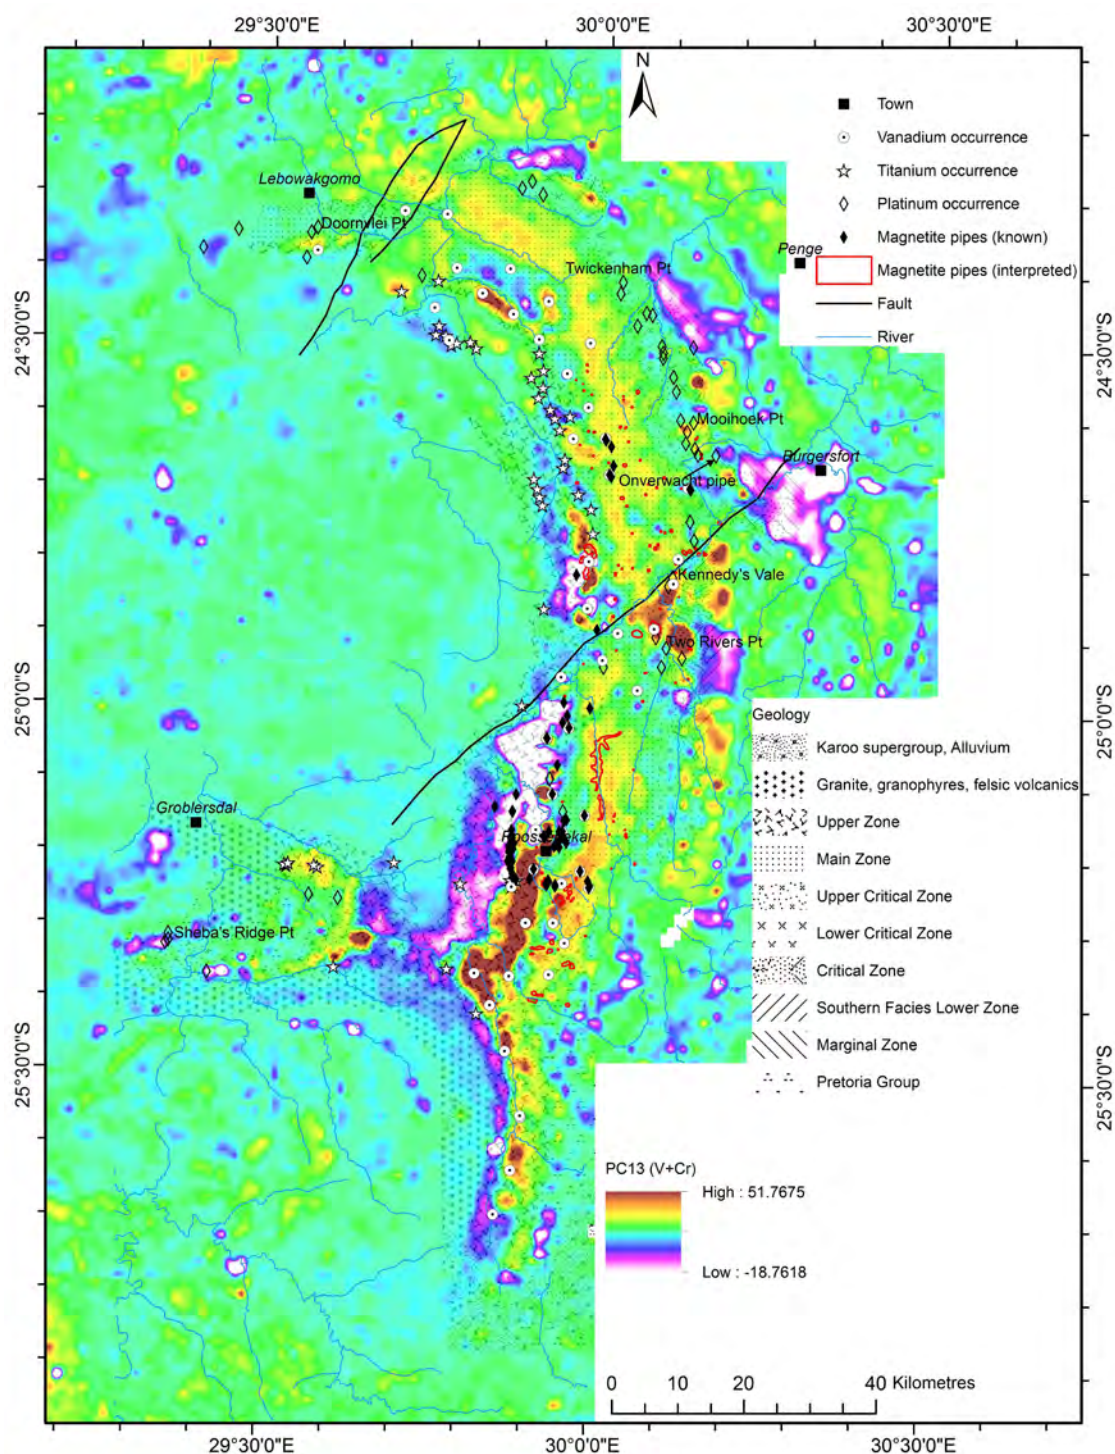 29°30'0"E 30°0'0"E 30°30'0"E
N
Town
Vanadium occurrence
Titanium occurrence
Platinum occurrence
Magnetite pipes (known)
Magnetite pipes (interpreted)
Fault
River
Lebowakgomo
Doornvlei Pt
Penge
Twickenham Pt
24°30'0"S
24°30'0"S
Mooihoek Pt
Burgersfort
Onverwacht pipe
Kennedy's Vale
Two Rivers Pt
25°0'0"S
25°0'0"S
Geology
Karoo supergroup, Alluvium
Granite, granophyres, felsic volcanics
Upper Zone
Main Zone
Upper Critical Zone
Lower Critical Zone
Critical Zone
Southern Facies Lower Zone
Marginal Zone
Pretoria Group
Groblersdal
Roossenekal
Sheba's Ridge Pt
25°30'0"S
25°30'0"S
PC13 (V+Cr)
High : 51.7675
Low : -18.7618
0 10 20 40 Kilometres
29°30'0"E 30°0'0"E 30°30'0"E